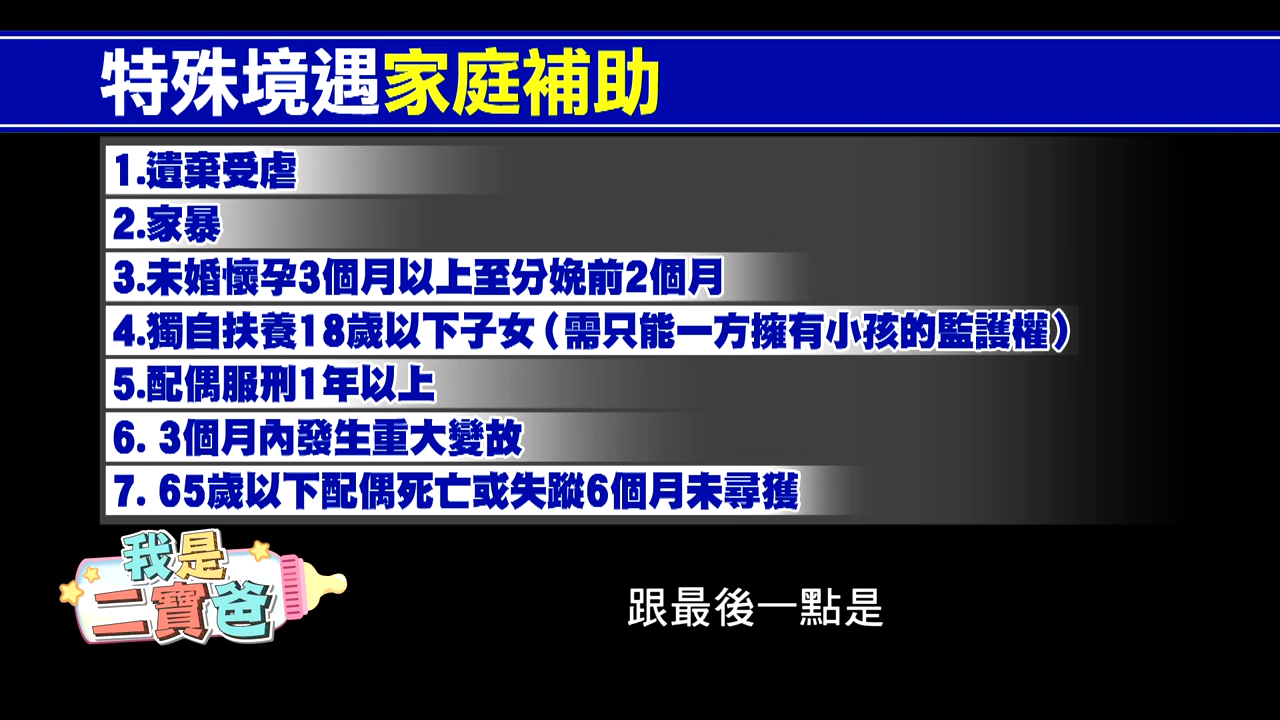 特殊境遇家庭補助
1.遺棄受虐
2.家暴
3.未婚懷孕3個月以上至分娩前2個月
4.獨自扶養18歲以下子女(需只能一方擁有小孩的監護權)
5.配偶服刑1年以上
6. 3個月內發生重大變故
7. 65歲以下配偶死亡或失蹤6個月未尋獲
我是
二寶爸
跟最後一點是